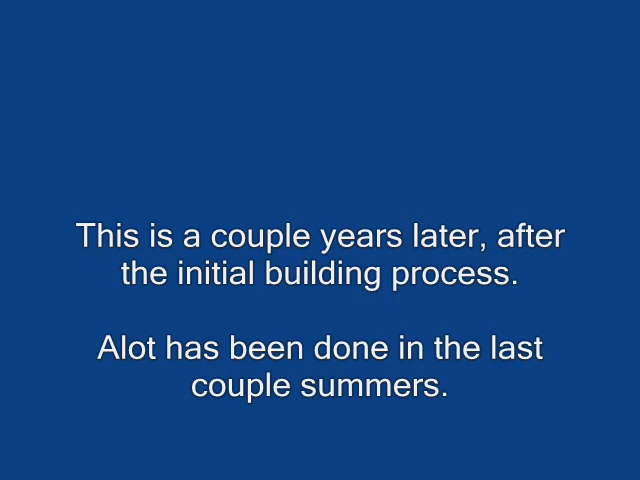 This is a couple years later, after
the initial building process.
Alot has been done in the last
couple summers.